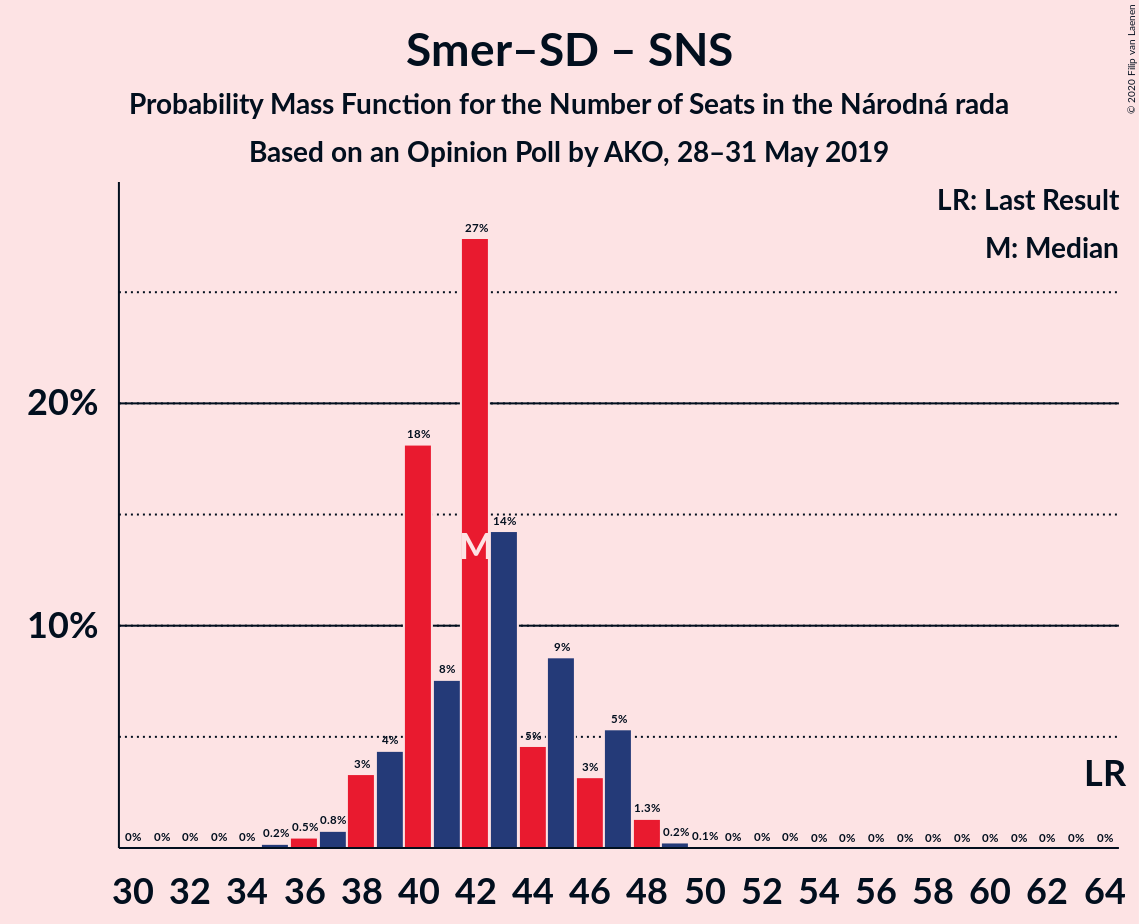 Smer–SD – SNS
Probability Mass Function for the Number of Seats in the Národná rada
Based on an Opinion Poll by AKO, 28–31 May 2019
© 2020 Filip van Laenen
LR: Last Result
M: Median
20%
10%
0% 0% 0% 0% 0% 0.2% 0.5% 0.8% 3% 4% 18% 8% 27% 14% 5% 9% 3% 5% 1.3% 0.2% 0.1% 0% 0% 0% 0% 0% 0% 0% 0% 0% 0% 0% 0% 0% 0%
M
LR
30 32 34 36 38 40 42 44 46 48 50 52 54 56 58 60 62 64